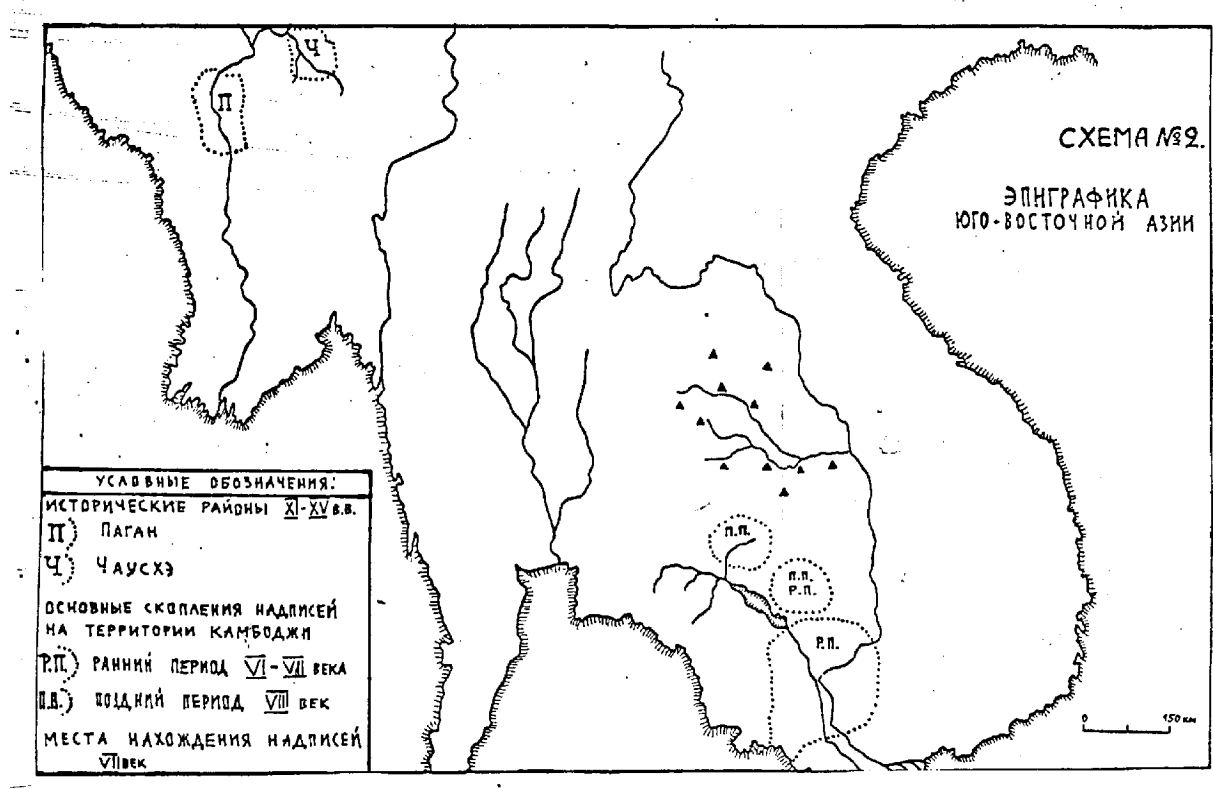 Ч
П
СХЕМА №2.
ЭПИГРАФИКА
ЮГО-ВОСТОЧНОЙ АЗИИ
П.П.
П.П.
Р.П.
Р.П.
150 км
УСЛОВНЫЕ ОБОЗНАЧЕНИЯ:
ИСТОРИЧЕСКИЕ РАЙОНЫ XI-XV В.В.
П) ПАГАН
Ч) ЧАУСХЭ
ОСНОВНЫЕ СКОПЛЕНИЯ НАДПИСЕЙ
НА ТЕРРИТОРИИ КАМБОДЖИ
Р.П.) РАННИЙ ПЕРИОД VI-VII ВЕКА
ПОЗДНИЙ ПЕРИОД VIII ВЕК
МЕСТА НАХОЖДЕНИЯ НАДПИСЕЙ
VII ВЕК
0